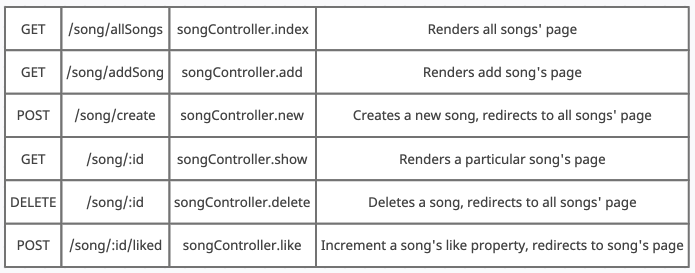 GET /song/allSongs songController.index Renders all songs' page
GET /song/addSong songController.add Renders add song's page
POST /song/create songController.new Creates a new song, redirects to all songs' page
GET /song/:id songController.show Renders a particular song's page
DELETE /song/:id songController.delete Deletes a song, redirects to all songs' page
POST /song/:id/liked songController.like Increment a song's like property, redirects to song's page